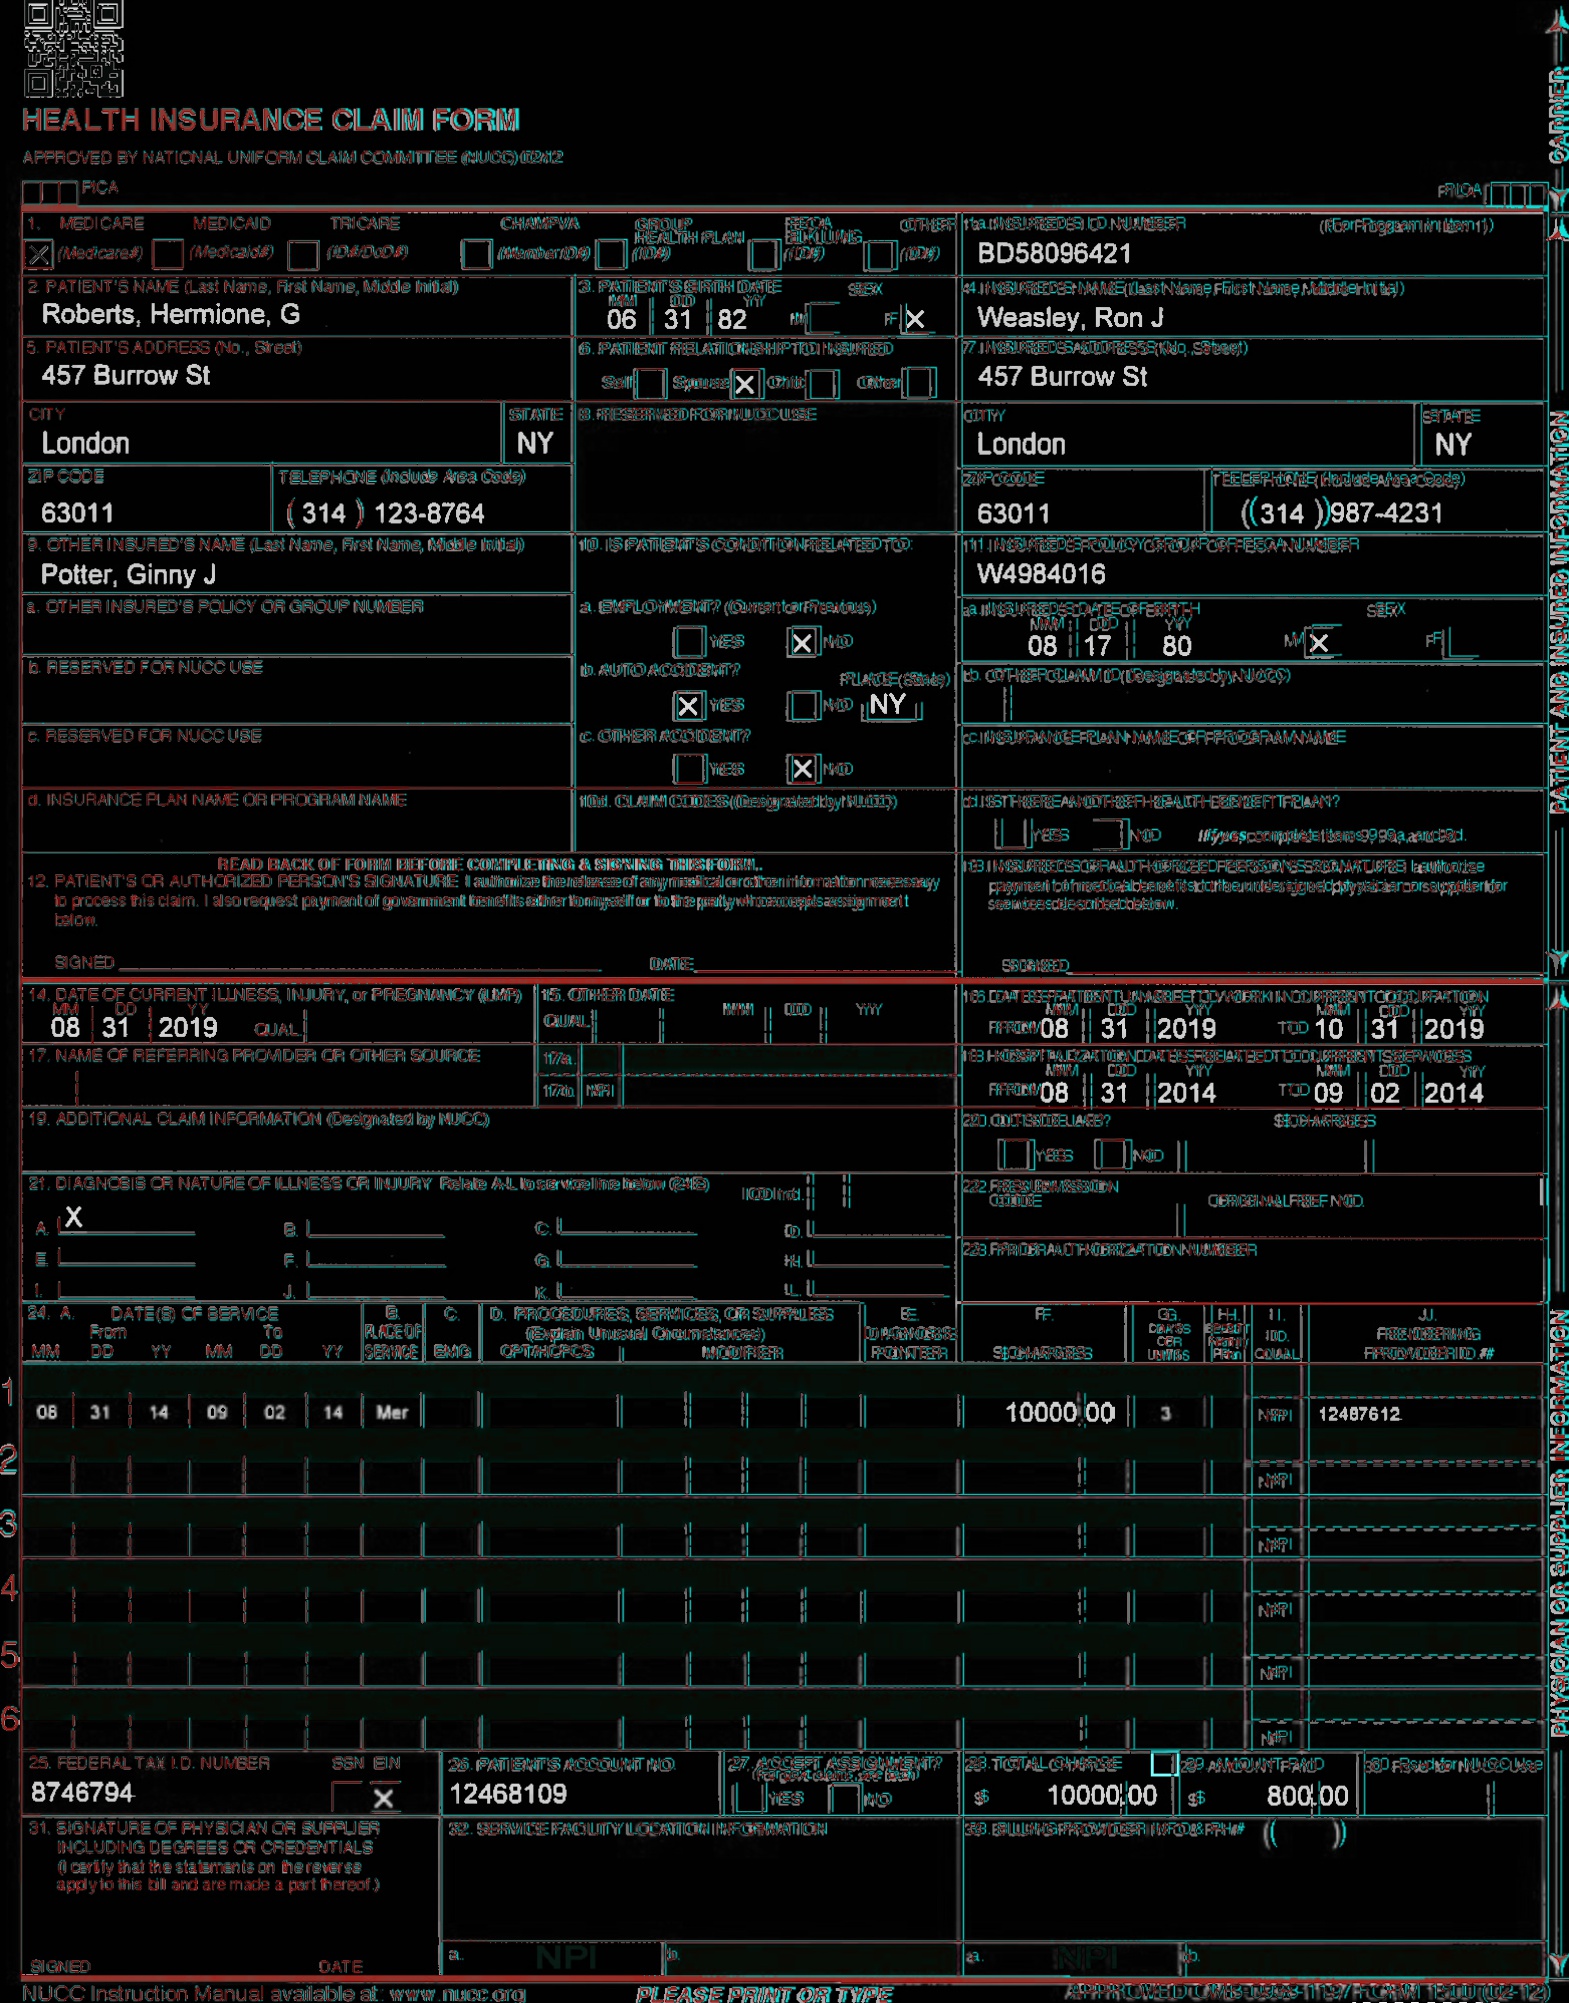 HEALTH INSURANCE CLAIM FORM
APPROVED BY NATIONAL UNIFORM CLAIM COMMITTEE (NUCC) 02/12
PICA
PICA
CARRIER
1. MEDICARE MEDICAID TRICARE CHAMPVA GROUP HEALTH PLAN FECA BLK LUNG OTHER
X (Medicare#) (Medicaid#) (ID#/DoD#) (Member ID#) (ID#) (ID#) (ID#)
1a. INSURED'S I.D. NUMBER (For Program in Item 1)
BD58096421
2. PATIENT'S NAME (Last Name, First Name, Middle Initial)
Roberts, Hermione, G
3. PATIENT'S BIRTH DATE SEX
MM DD YY
06 31 82 M F X
4. INSURED'S NAME (Last Name, First Name, Middle Initial)
Weasley, Ron J
5. PATIENT'S ADDRESS (No., Street)
457 Burrow St
6. PATIENT RELATIONSHIP TO INSURED
Self Spouse X Child Other
7. INSURED'S ADDRESS (No., Street)
457 Burrow St
CITY STATE
London NY
8. RESERVED FOR NUCC USE
CITY STATE
London NY
ZIP CODE TELEPHONE (Include Area Code)
63011 (314) 123-8764
ZIP CODE TELEPHONE (Include Area Code)
63011 (314) 987-4231
9. OTHER INSURED'S NAME (Last Name, First Name, Middle Initial)
Potter, Ginny J
10. IS PATIENT'S CONDITION RELATED TO:
11. INSURED'S POLICY GROUP OR FECA NUMBER
W4984016
a. OTHER INSURED'S POLICY OR GROUP NUMBER
a. EMPLOYMENT? (Current or Previous)
YES X NO
a. INSURED'S DATE OF BIRTH SEX
MM DD YY
08 17 80 M X F
b. RESERVED FOR NUCC USE
b. AUTO ACCIDENT? PLACE (State)
X YES NO NY
b. OTHER CLAIM ID (Designated by NUCC)
c. RESERVED FOR NUCC USE
c. OTHER ACCIDENT?
YES X NO
c. INSURANCE PLAN NAME OR PROGRAM NAME
d. INSURANCE PLAN NAME OR PROGRAM NAME
10d. CLAIM CODES (Designated by NUCC)
d. IS THERE ANOTHER HEALTH BENEFIT PLAN?
YES NO If yes, complete items 9, 9a, and 9d.
READ BACK OF FORM BEFORE COMPLETING & SIGNING THIS FORM.
12. PATIENT'S OR AUTHORIZED PERSON'S SIGNATURE I authorize the release of any medical or other information necessary
to process this claim. I also request payment of government benefits either to myself or to the party who accepts assignment
below.
SIGNED DATE
13. INSURED'S OR AUTHORIZED PERSON'S SIGNATURE I authorize
payment of medical benefits to the undersigned physician or supplier for
services described below.
SIGNED
PATIENT AND INSURED INFORMATION
14. DATE OF CURRENT ILLNESS, INJURY, or PREGNANCY (LMP)
MM DD YY
08 31 2019 QUAL.
15. OTHER DATE
QUAL. MM DD YY
16. DATES PATIENT UNABLE TO WORK IN CURRENT OCCUPATION
MM DD YY MM DD YY
FROM 08 31 2019 TO 10 31 2019
17. NAME OF REFERRING PROVIDER OR OTHER SOURCE
17a.
17b. NPI
18. HOSPITALIZATION DATES RELATED TO CURRENT SERVICES
MM DD YY MM DD YY
FROM 08 31 2014 TO 09 02 2014
19. ADDITIONAL CLAIM INFORMATION (Designated by NUCC)
20. OUTSIDE LAB? $ CHARGES
YES NO
21. DIAGNOSIS OR NATURE OF ILLNESS OR INJURY Relate A-L to service line below (24E) ICD Ind.
A. X B. C. D.
E. F. G. H.
I. J. K. L.
22. RESUBMISSION CODE ORIGINAL REF. NO.
23. PRIOR AUTHORIZATION NUMBER
24. A. DATE(S) OF SERVICE B. C. D. PROCEDURES, SERVICES, OR SUPPLIES E. F. G. H. I. J.
From To PLACE OF (Explain Unusual Circumstances) DIAGNOSIS DAYS OR EPSDT Family ID. RENDERING
MM DD YY MM DD YY SERVICE EMG CPT/HCPCS MODIFIER POINTER $ CHARGES UNITS Plan QUAL. PROVIDER ID. #
1 08 31 14 09 02 14 Mer 10000 00 3 NPI 12487612
2 NPI
3 NPI
4 NPI
5 NPI
6 NPI
PHYSICIAN OR SUPPLIER INFORMATION
25. FEDERAL TAX I.D. NUMBER SSN EIN
8746794 X
26. PATIENT'S ACCOUNT NO.
12468109
27. ACCEPT ASSIGNMENT?
(For govt. claims, see back)
YES NO
28. TOTAL CHARGE
$ 10000 00
29. AMOUNT PAID
$ 800 00
30. Rsvd for NUCC Use
31. SIGNATURE OF PHYSICIAN OR SUPPLIER
INCLUDING DEGREES OR CREDENTIALS
(I certify that the statements on the reverse
apply to this bill and are made a part thereof.)
SIGNED DATE
32. SERVICE FACILITY LOCATION INFORMATION
a. NPI b.
33. BILLING PROVIDER INFO & PH # ( )
a. NPI b.
NUCC Instruction Manual available at: www.nucc.org
PLEASE PRINT OR TYPE
APPROVED OMB-0938-1197 FORM 1500 (02-12)